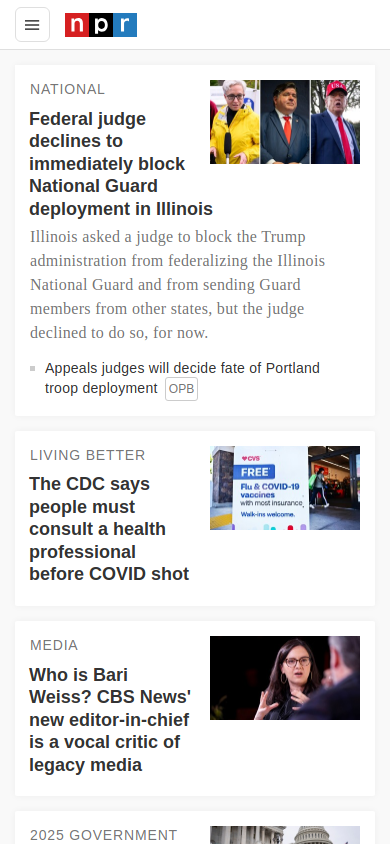 npr
NATIONAL
Federal judge
declines to
immediately block
National Guard
deployment in Illinois
USA
Illinois asked a judge to block the Trump
administration from federalizing the Illinois
National Guard and from sending Guard
members from other states, but the judge
declined to do so, for now.
Appeals judges will decide fate of Portland
troop deployment OPB
LIVING BETTER
The CDC says
people must
consult a health
professional
before COVID shot
CVS
FREE
Flu & COVID-19
vaccines
with most insurance
Walk-ins welcome.
MEDIA
Who is Bari
Weiss? CBS News'
new editor-in-chief
is a vocal critic of
legacy media
2025 GOVERNMENT